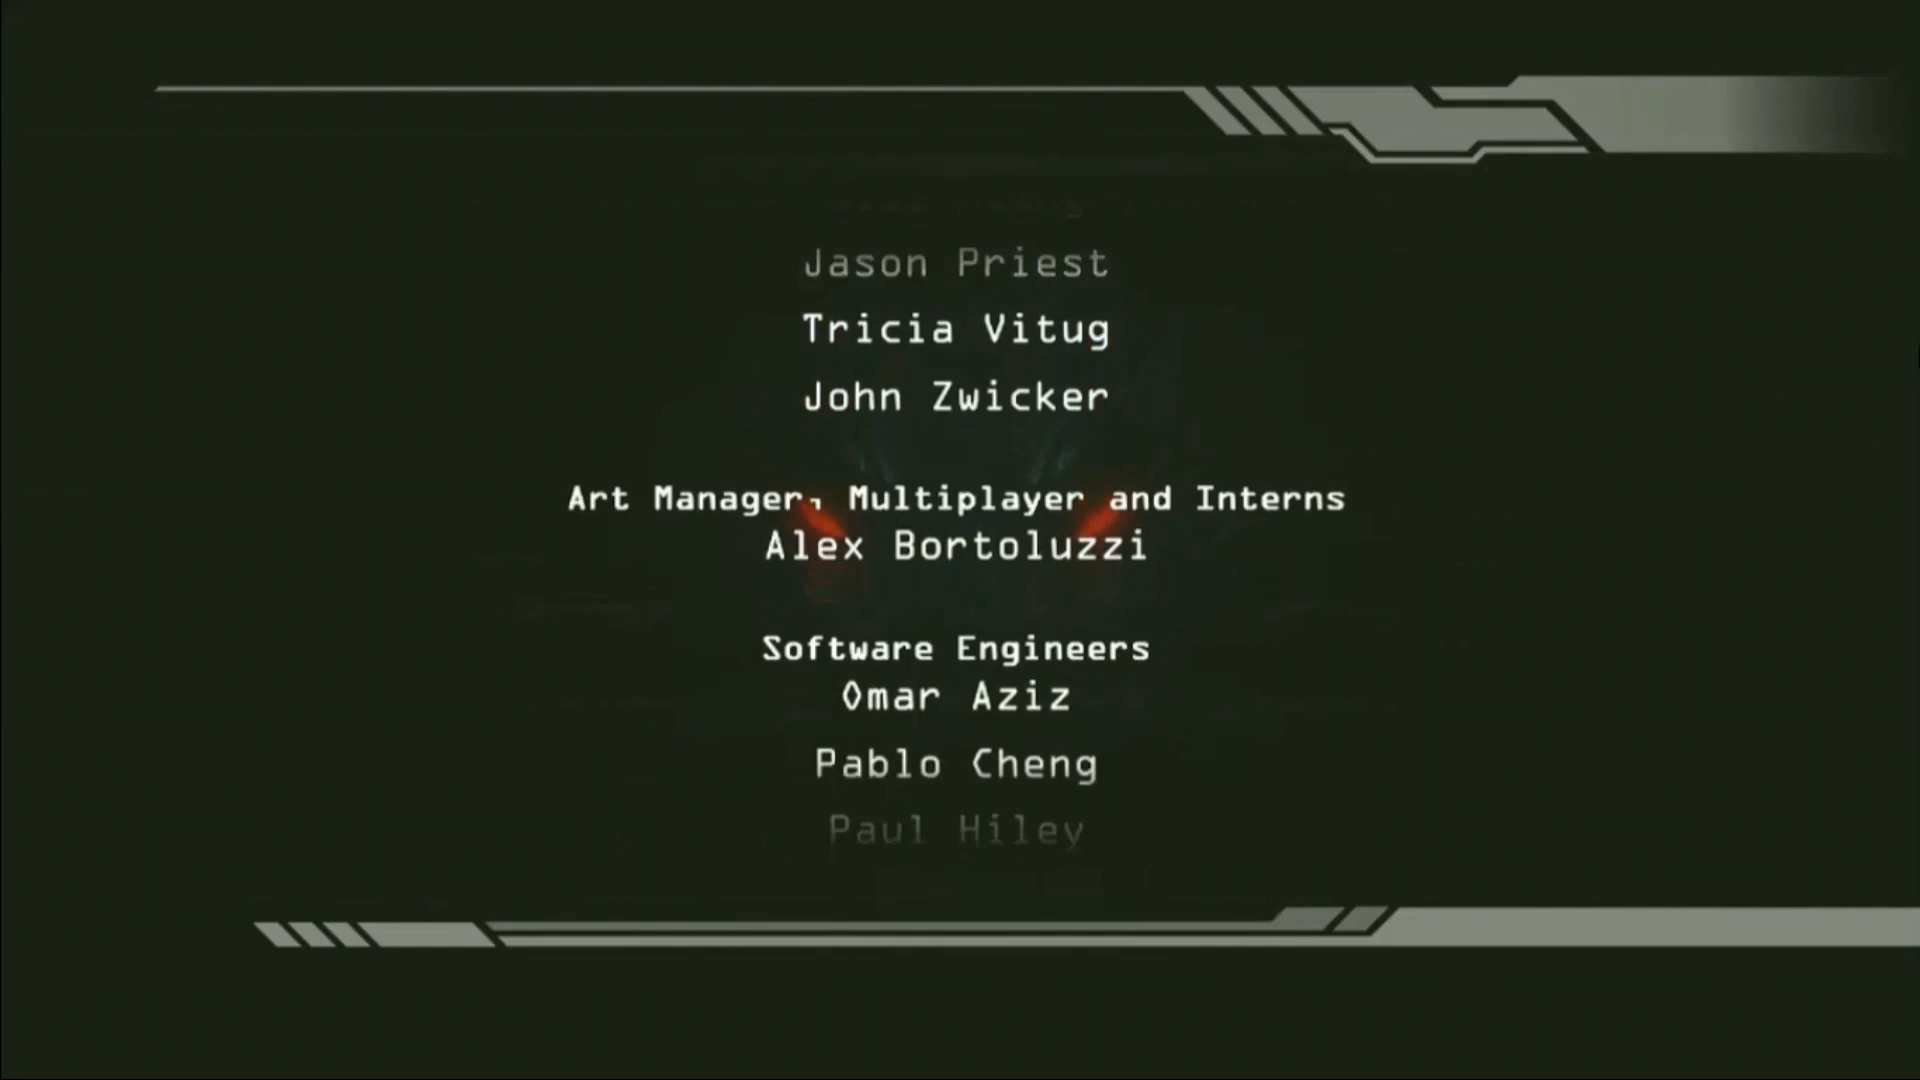 Jason Priest
Tricia Vitug
John Zwicker
Art Manager, Multiplayer and Interns
Alex Bortoluzzi
Software Engineers
Omar Aziz
Pablo Cheng
Paul Hiley